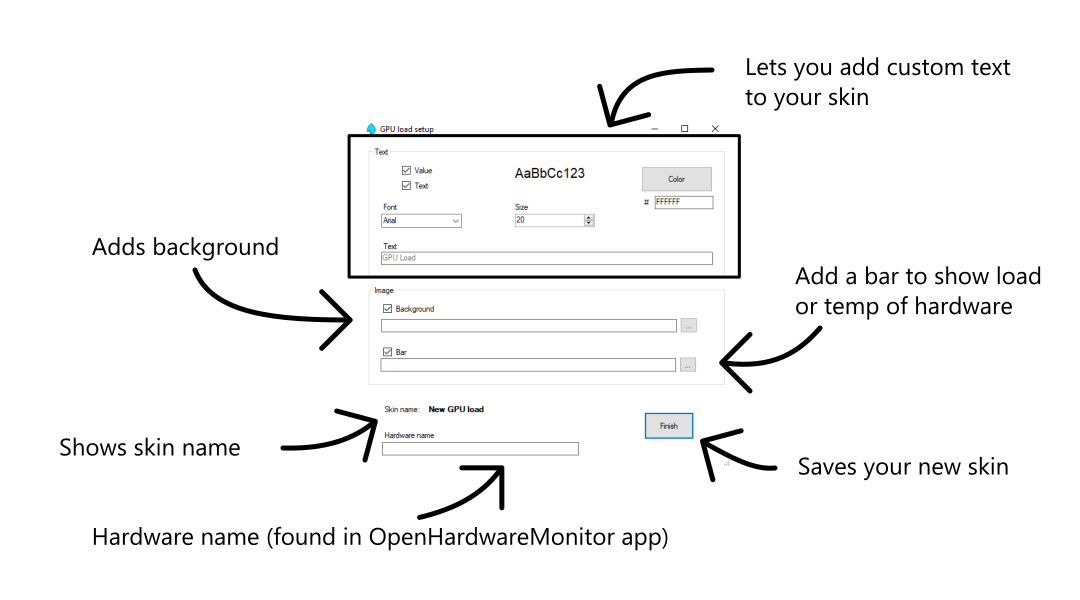 Lets you add custom text
to your skin
GPU load setup
Text
Value
Text
AaBbCc123
Color
# FFFFFF
Font
Arial
Size
20
Text
GPU Load
Adds background
Image
Background
...
Bar
...
Add a bar to show load
or temp of hardware
Skin name: New GPU load
Finish
Shows skin name
Hardware name
Saves your new skin
Hardware name (found in OpenHardwareMonitor app)